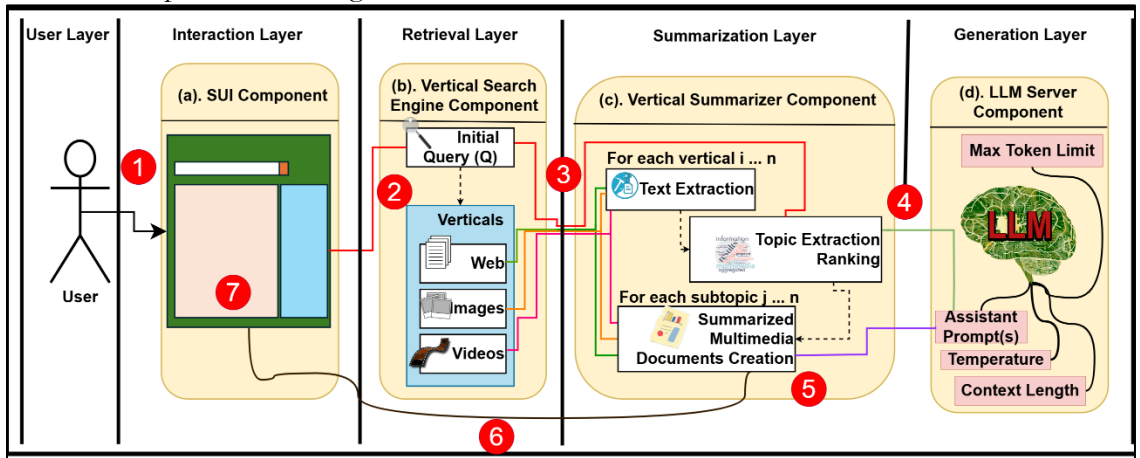 User Layer
Interaction Layer
Retrieval Layer
Summarization Layer
Generation Layer
(a). SUI Component
(b). Vertical Search
Engine Component
(c). Vertical Summarizer Component
(d). LLM Server
Component
1
2
3
4
5
6
7
User
Initial
Query (Q)
Verticals
Web
Images
Videos
For each vertical i ... n
Text Extraction
Topic Extraction
Ranking
information
For each subtopic j ... n
Summarized
Multimedia
Documents Creation
Max Token Limit
LLM
Assistant
Prompt(s)
Temperature
Context Length